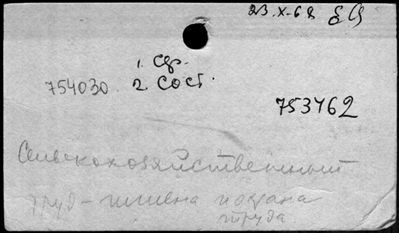 23.X-68
1. Сф.
754030 2. Сост.
753462
Сельскохозяйственный
труд - гигиена и охрана
труда